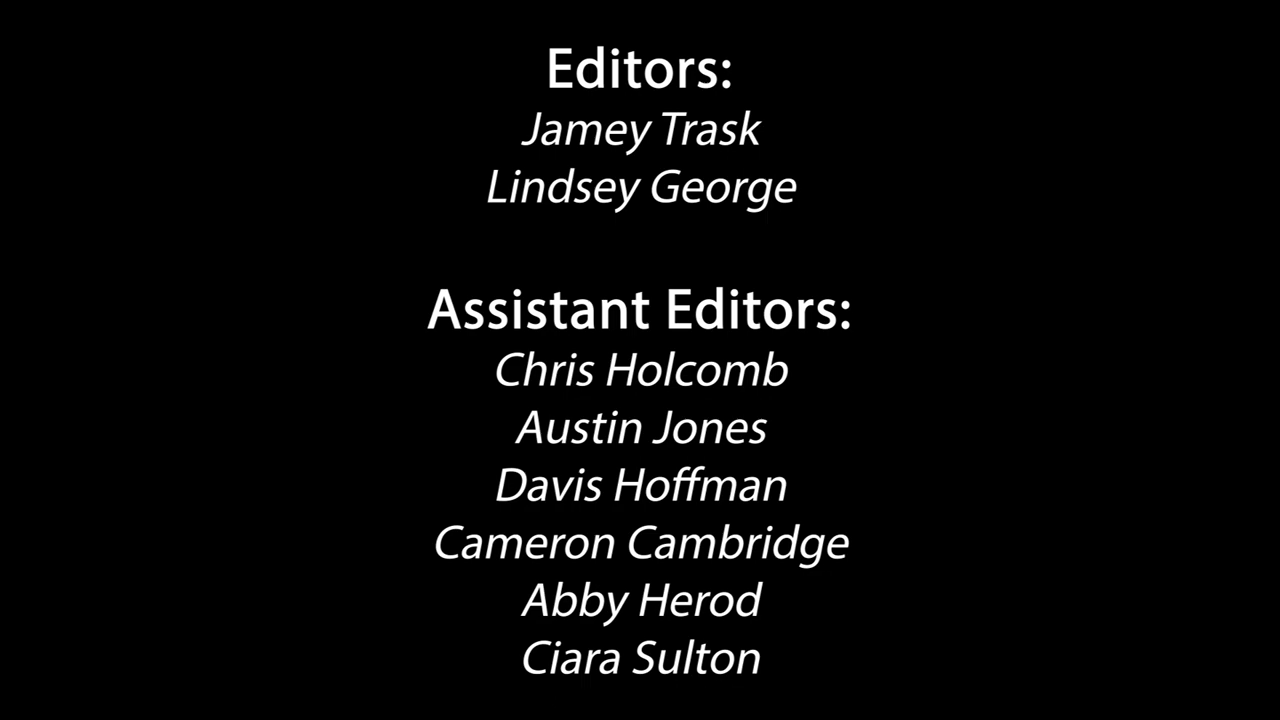 Editors:
Jamey Trask
Lindsey George
Assistant Editors:
Chris Holcomb
Austin Jones
Davis Hoffman
Cameron Cambridge
Abby Herod
Ciara Sulton